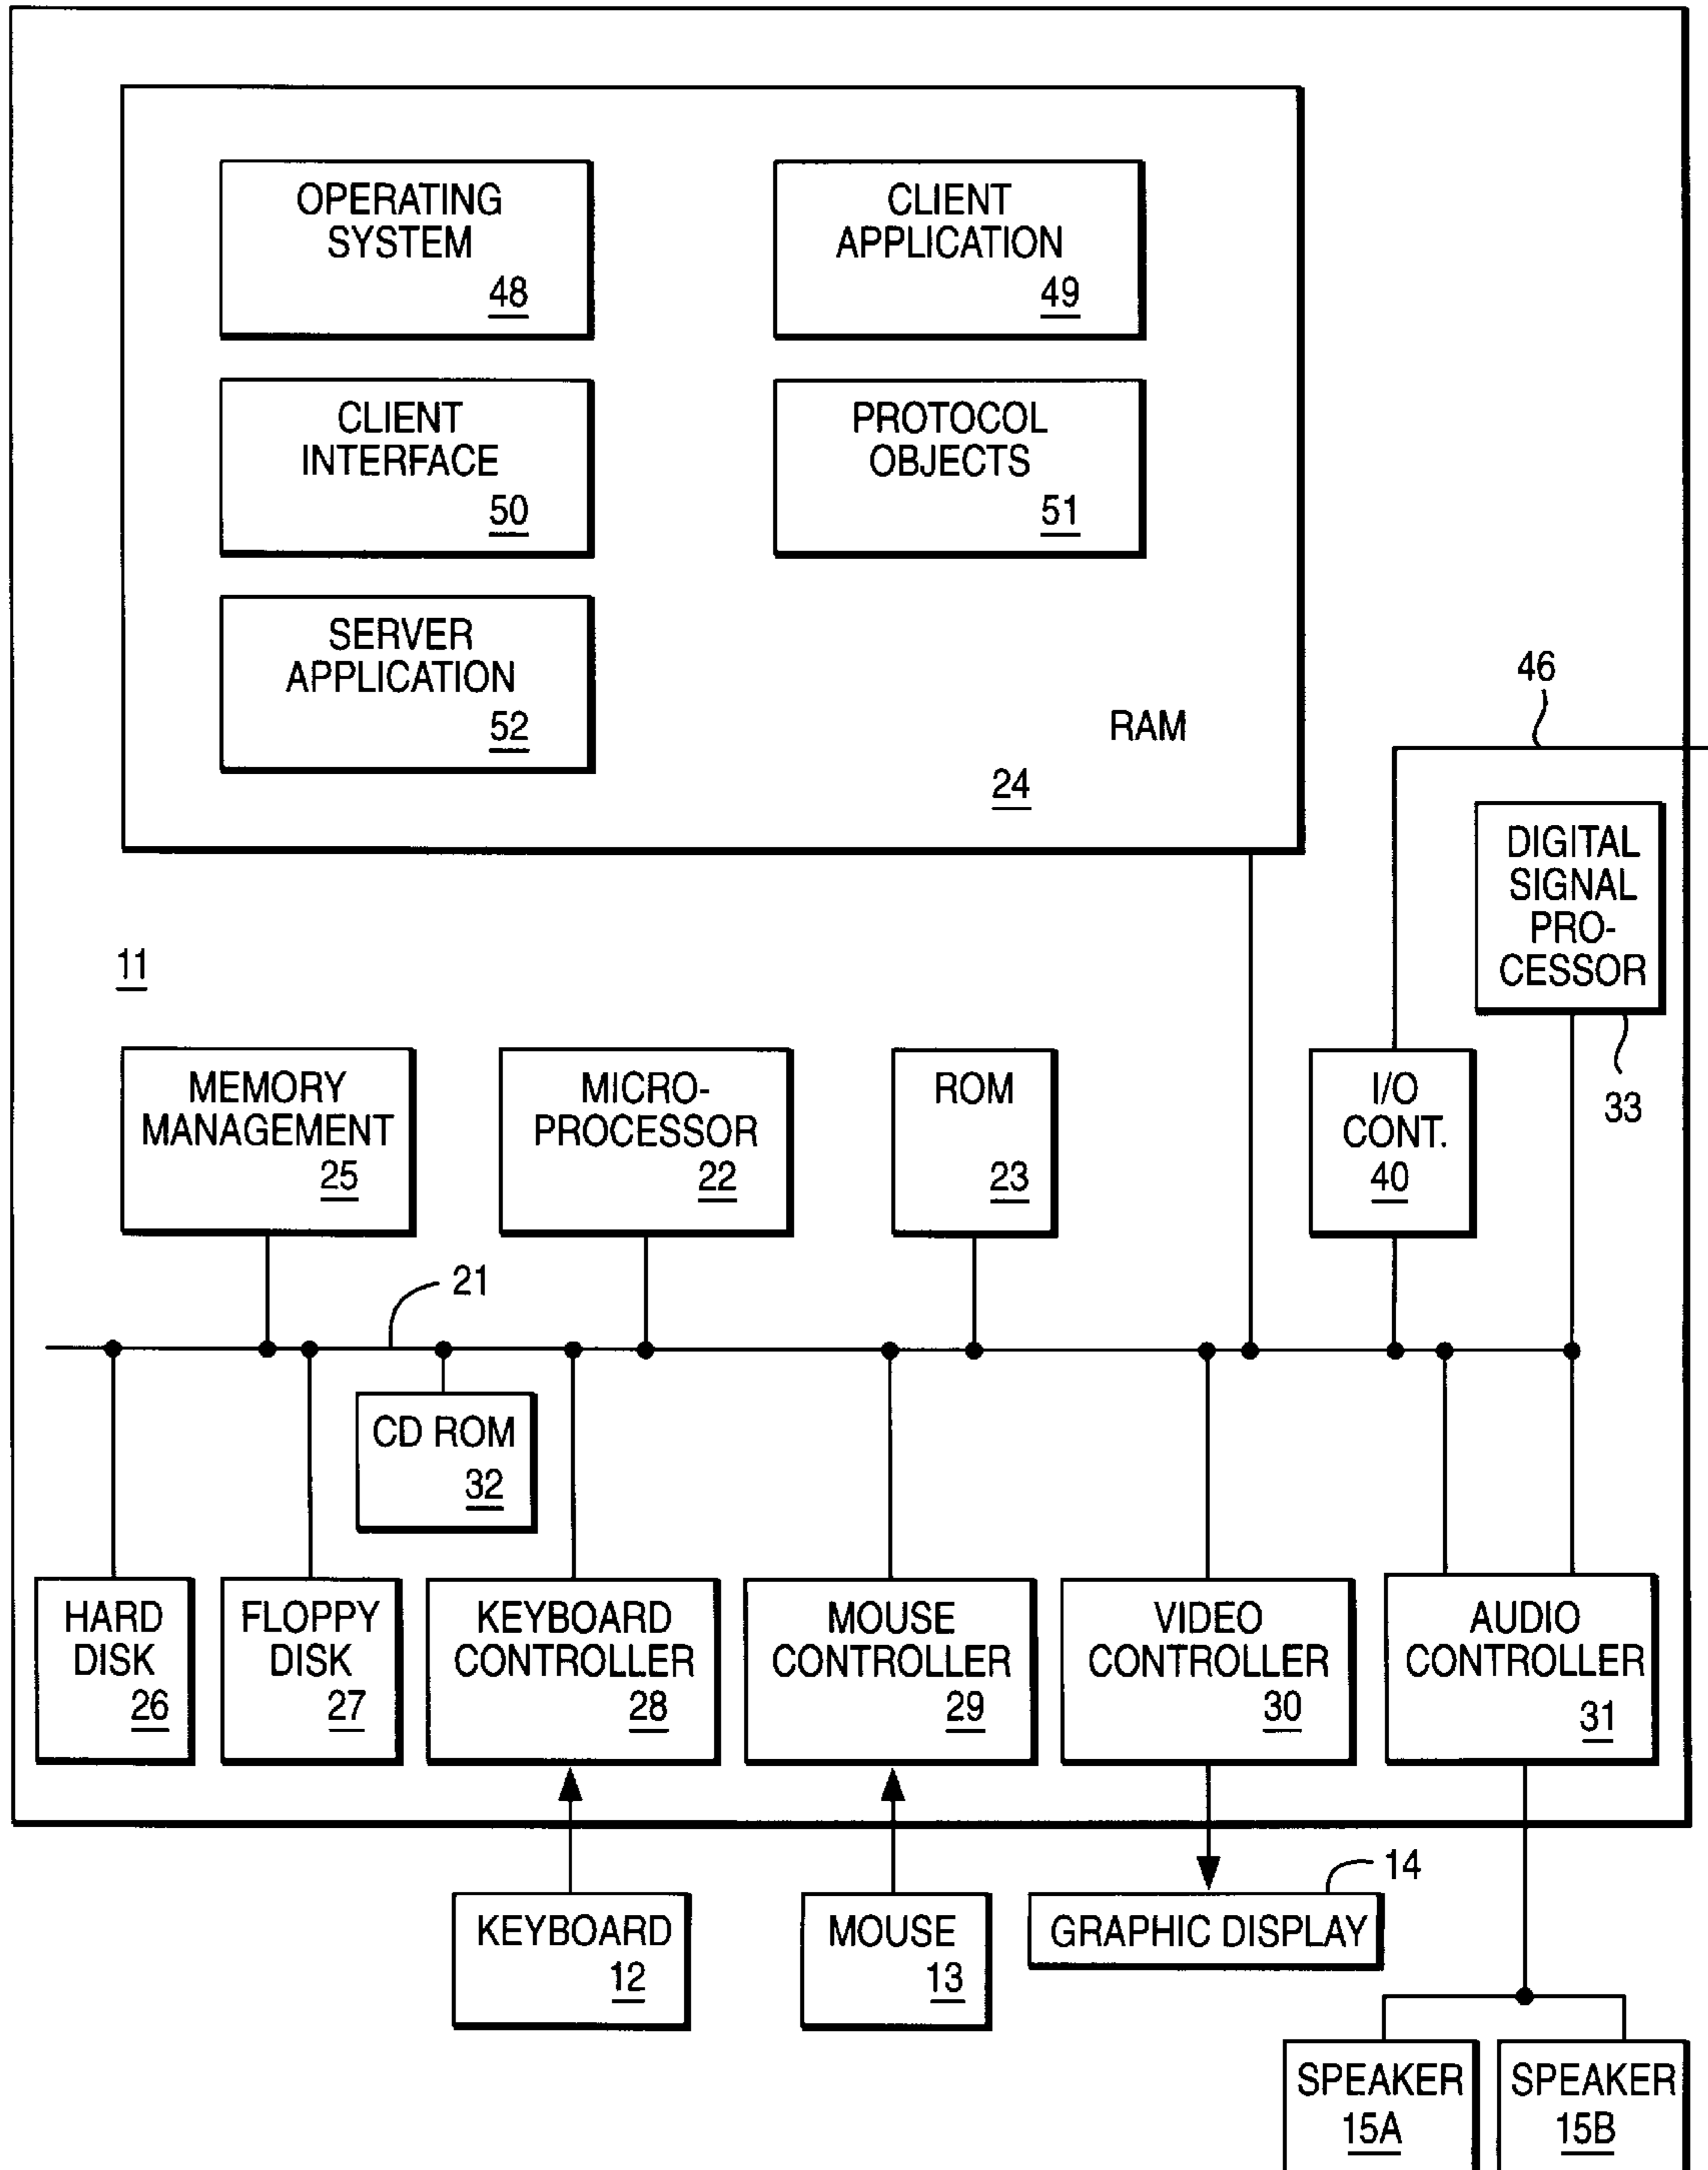 OPERATING
SYSTEM
48
CLIENT
APPLICATION
49
CLIENT
INTERFACE
50
PROTOCOL
OBJECTS
51
SERVER
APPLICATION
52
RAM
24
46
DIGITAL
SIGNAL
PRO-
CESSOR
33
11
MEMORY
MANAGEMENT
25
MICRO-
PROCESSOR
22
ROM
23
I/O
CONT.
40
21
CD ROM
32
HARD
DISK
26
FLOPPY
DISK
27
KEYBOARD
CONTROLLER
28
MOUSE
CONTROLLER
29
VIDEO
CONTROLLER
30
AUDIO
CONTROLLER
31
KEYBOARD
12
MOUSE
13
14
GRAPHIC DISPLAY
SPEAKER
15A
SPEAKER
15B